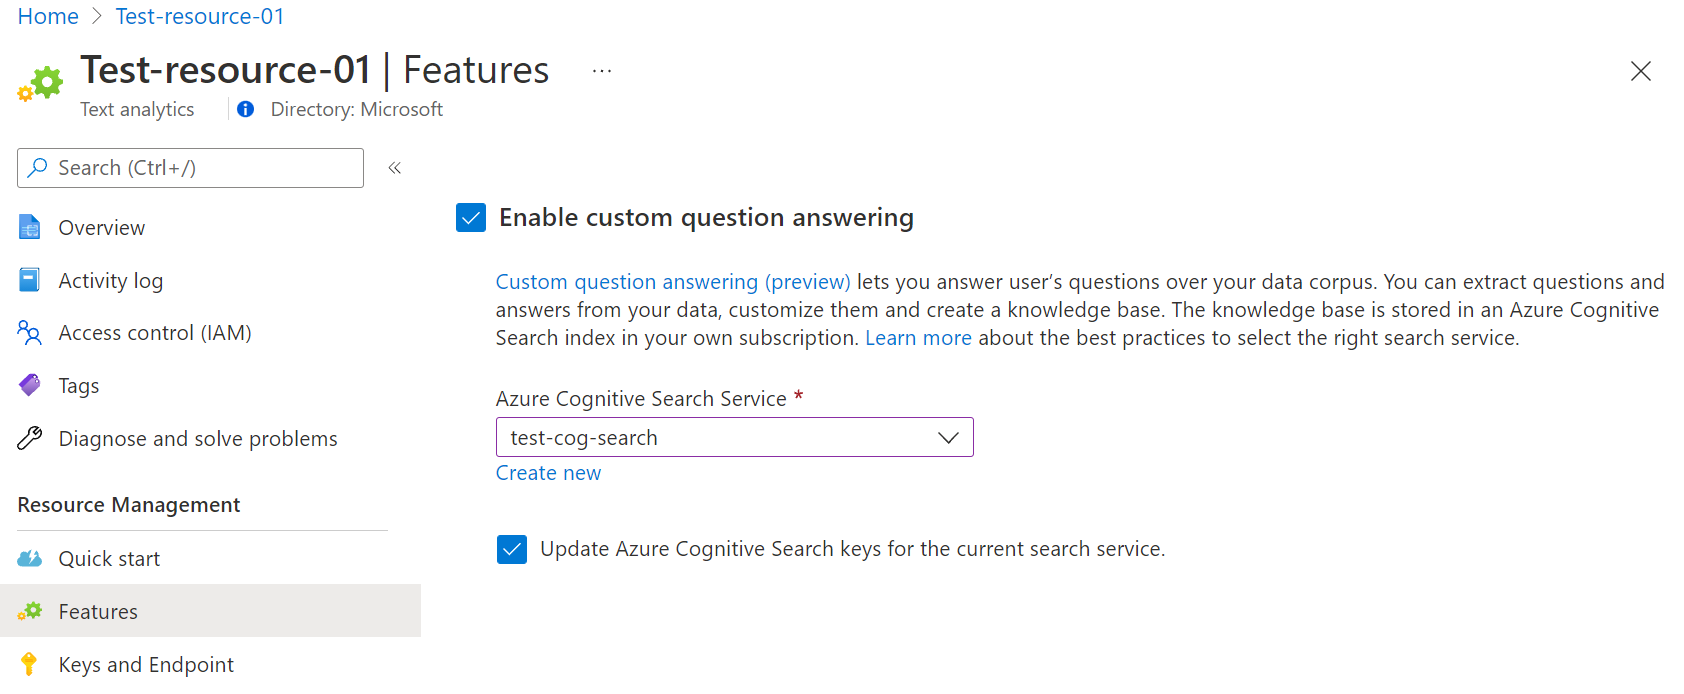 Home > Test-resource-01
Test-resource-01 | Features ...
Text analytics | Directory: Microsoft
Search (Ctrl+/) «
Overview
Activity log
Access control (IAM)
Tags
Diagnose and solve problems
Resource Management
Quick start
Features
Keys and Endpoint
Enable custom question answering
Custom question answering (preview) lets you answer user’s questions over your data corpus. You can extract questions and
answers from your data, customize them and create a knowledge base. The knowledge base is stored in an Azure Cognitive
Search index in your own subscription. Learn more about the best practices to select the right search service.
Azure Cognitive Search Service *
test-cog-search
Create new
Update Azure Cognitive Search keys for the current search service.